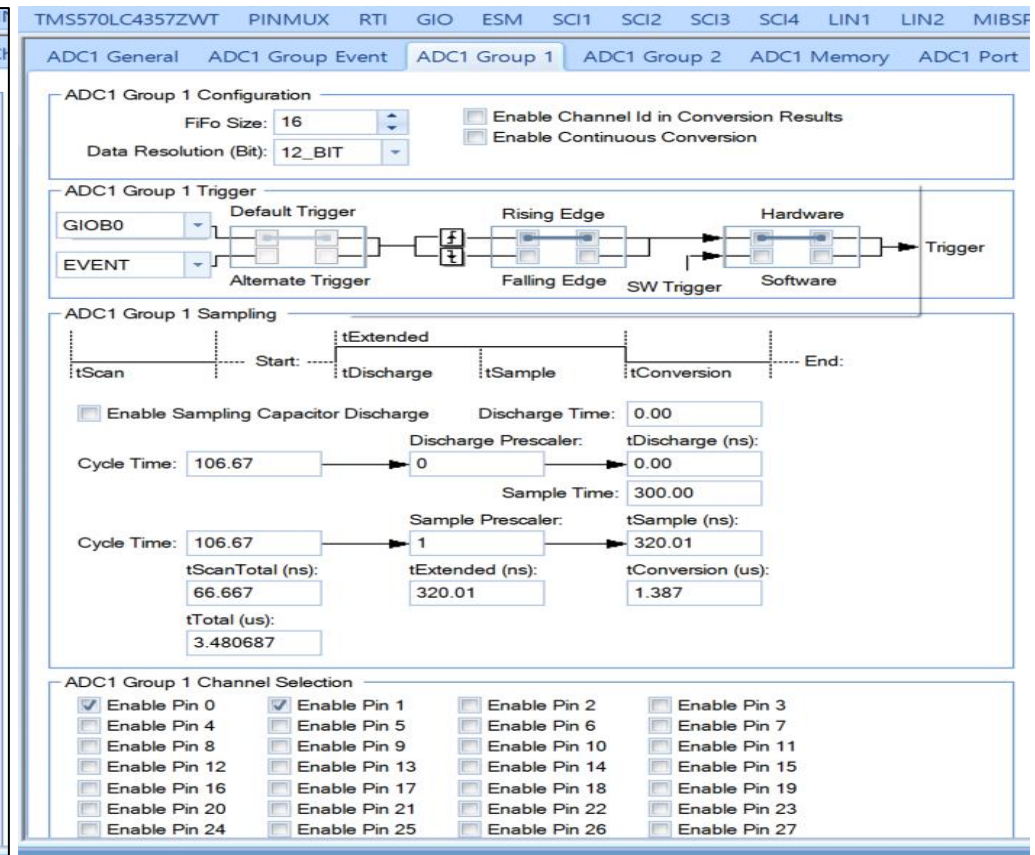 TMS570LC4357ZWT PINMUX RTI GIO ESM SCI1 SCI2 SCI3 SCI4 LIN1 LIN2 MIBSP
ADC1 General ADC1 Group Event ADC1 Group 1 ADC1 Group 2 ADC1 Memory ADC1 Port
ADC1 Group 1 Configuration
FiFo Size: 16 Enable Channel Id in Conversion Results
Enable Continuous Conversion
Data Resolution (Bit): 12_BIT
ADC1 Group 1 Trigger
Default Trigger Rising Edge Hardware
GIOB0
Trigger
EVENT
Alternate Trigger Falling Edge SW Trigger Software
ADC1 Group 1 Sampling
tExtended
Start: End:
tScan tDischarge tSample tConversion
Enable Sampling Capacitor Discharge Discharge Time: 0.00
Discharge Prescaler: tDischarge (ns):
Cycle Time: 106.67 0 0.00
Sample Time: 300.00
Sample Prescaler: tSample (ns):
Cycle Time: 106.67 1 320.01
tScanTotal (ns): tExtended (ns): tConversion (us):
66.667 320.01 1.387
tTotal (us):
3.480687
ADC1 Group 1 Channel Selection
Enable Pin 0 Enable Pin 1 Enable Pin 2 Enable Pin 3
Enable Pin 4 Enable Pin 5 Enable Pin 6 Enable Pin 7
Enable Pin 8 Enable Pin 9 Enable Pin 10 Enable Pin 11
Enable Pin 12 Enable Pin 13 Enable Pin 14 Enable Pin 15
Enable Pin 16 Enable Pin 17 Enable Pin 18 Enable Pin 19
Enable Pin 20 Enable Pin 21 Enable Pin 22 Enable Pin 23
Enable Pin 24 Enable Pin 25 Enable Pin 26 Enable Pin 27